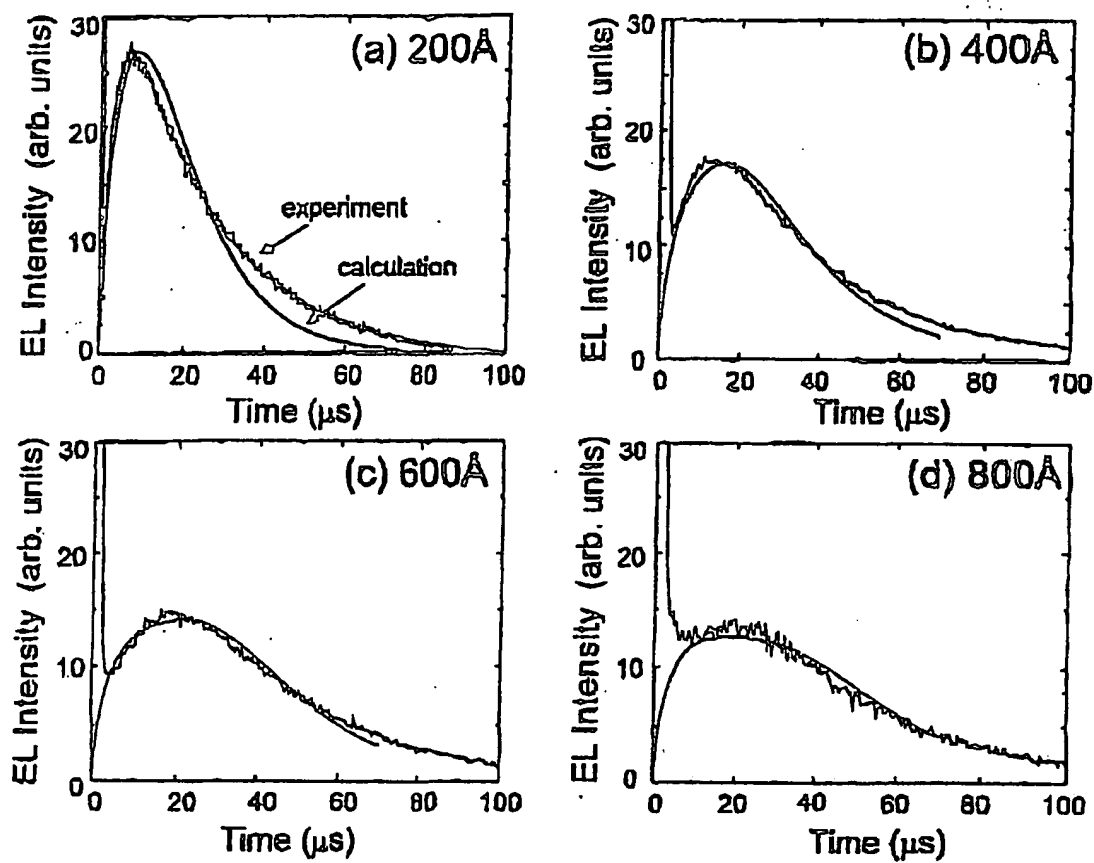 (a) 200Å
EL Intensity (arb. units)
30
20
10
0
experiment
calculation
0 20 40 60 80 100
Time (μs)
(b) 400Å
EL Intensity (arb. units)
30
20
10
0
0 20 40 60 80 100
Time (μs)
(c) 600Å
EL Intensity (arb. units)
30
20
10
0
0 20 40 60 80 100
Time (μs)
(d) 800Å
EL Intensity (arb. units)
30
20
10
0
0 20 40 60 80 100
Time (μs)